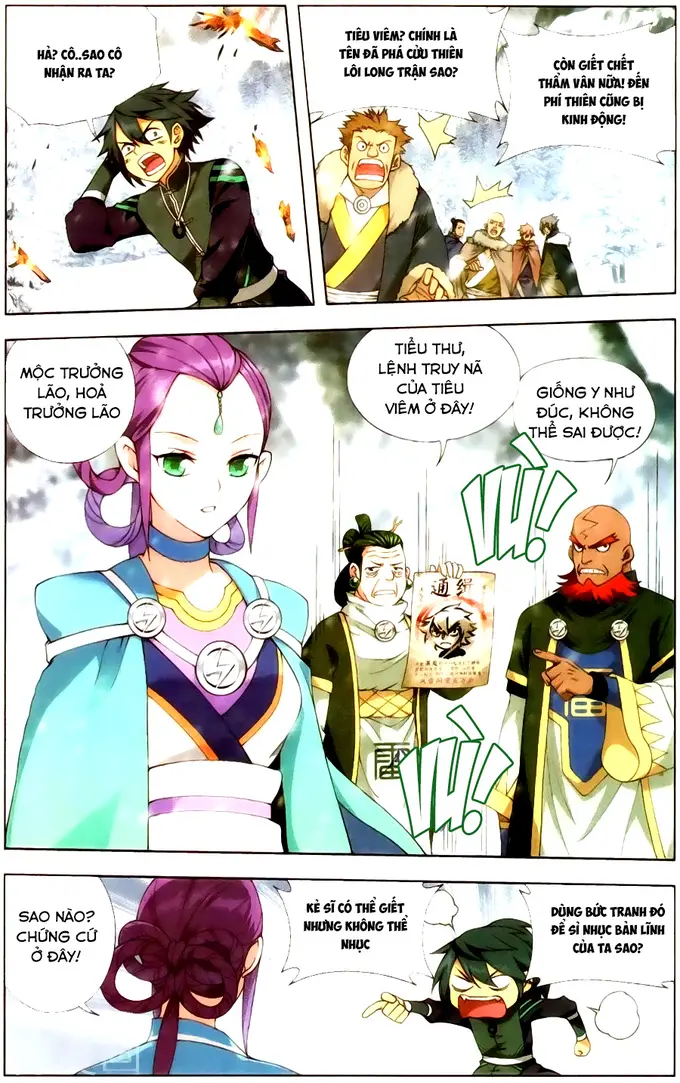 HẢ? CÔ..SAO CÔ
NHẬN RA TA?
TIÊU VIÊM? CHÍNH LÀ
TÊN ĐÃ PHÁ CỬU THIÊN
LÔI LONG TRẬN SAO?
CÒN GIẾT CHẾT
THẨM VÂN NỮA! ĐẾN
PHÍ THIÊN CŨNG BỊ
KINH ĐỘNG!
MỘC TRƯỞNG
LÃO, HOẢ
TRƯỞNG LÃO
TIỂU THƯ,
LỆNH TRUY NÃ
CỦA TIÊU
VIÊM Ở ĐÂY!
GIỐNG Y NHƯ
ĐÚC, KHÔNG
THỂ SAI ĐƯỢC!
VÙ!!
通缉
雷
VÙ!!
SAO NÀO?
CHỨNG CỨ
Ở ĐÂY!
KẺ SĨ CÓ THỂ GIẾT
NHƯNG KHÔNG THỂ
NHỤC
DÙNG BỨC TRANH ĐÓ
ĐỂ SỈ NHỤC BẢN LĨNH
CỦA TA SAO?